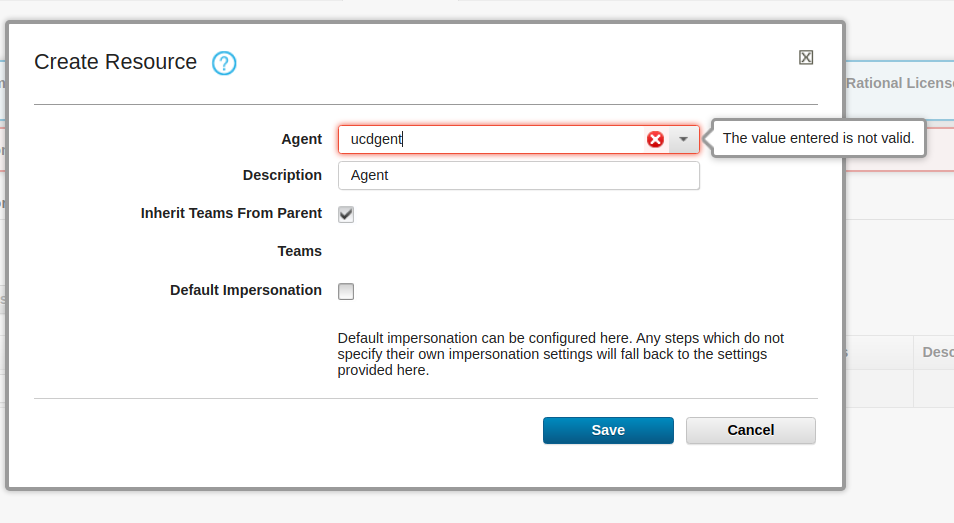 Create Resource ?
Rational License
Agent ucdgent
The value entered is not valid.
Description Agent
Inherit Teams From Parent
Teams
Default Impersonation
Default impersonation can be configured here. Any steps which do not
specify their own impersonation settings will fall back to the settings
provided here.
Desc
Save Cancel